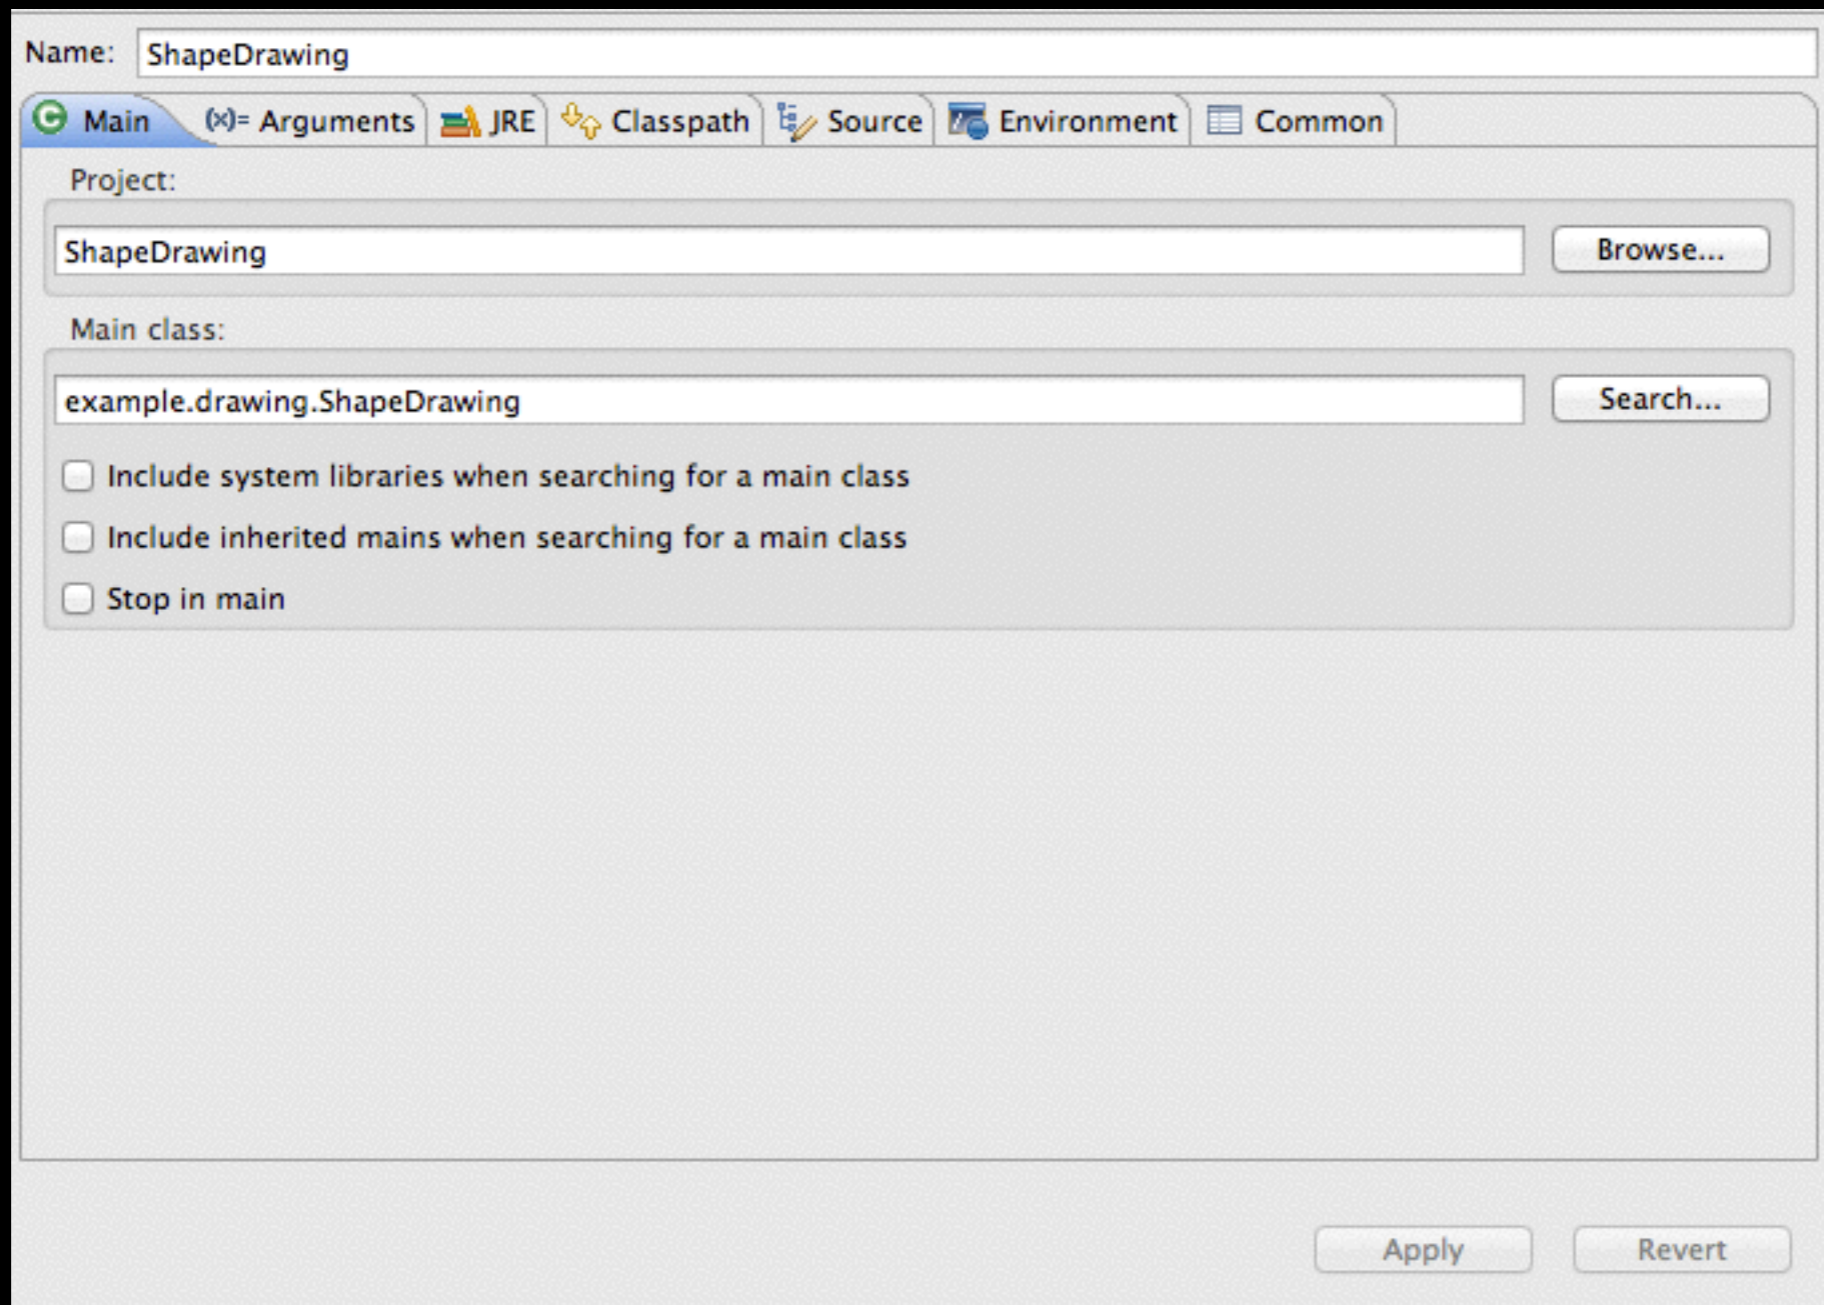 Name: ShapeDrawing
Main (x)= Arguments JRE Classpath Source Environment Common
Project:
ShapeDrawing Browse...
Main class:
example.drawing.ShapeDrawing Search...
Include system libraries when searching for a main class
Include inherited mains when searching for a main class
Stop in main
Apply Revert